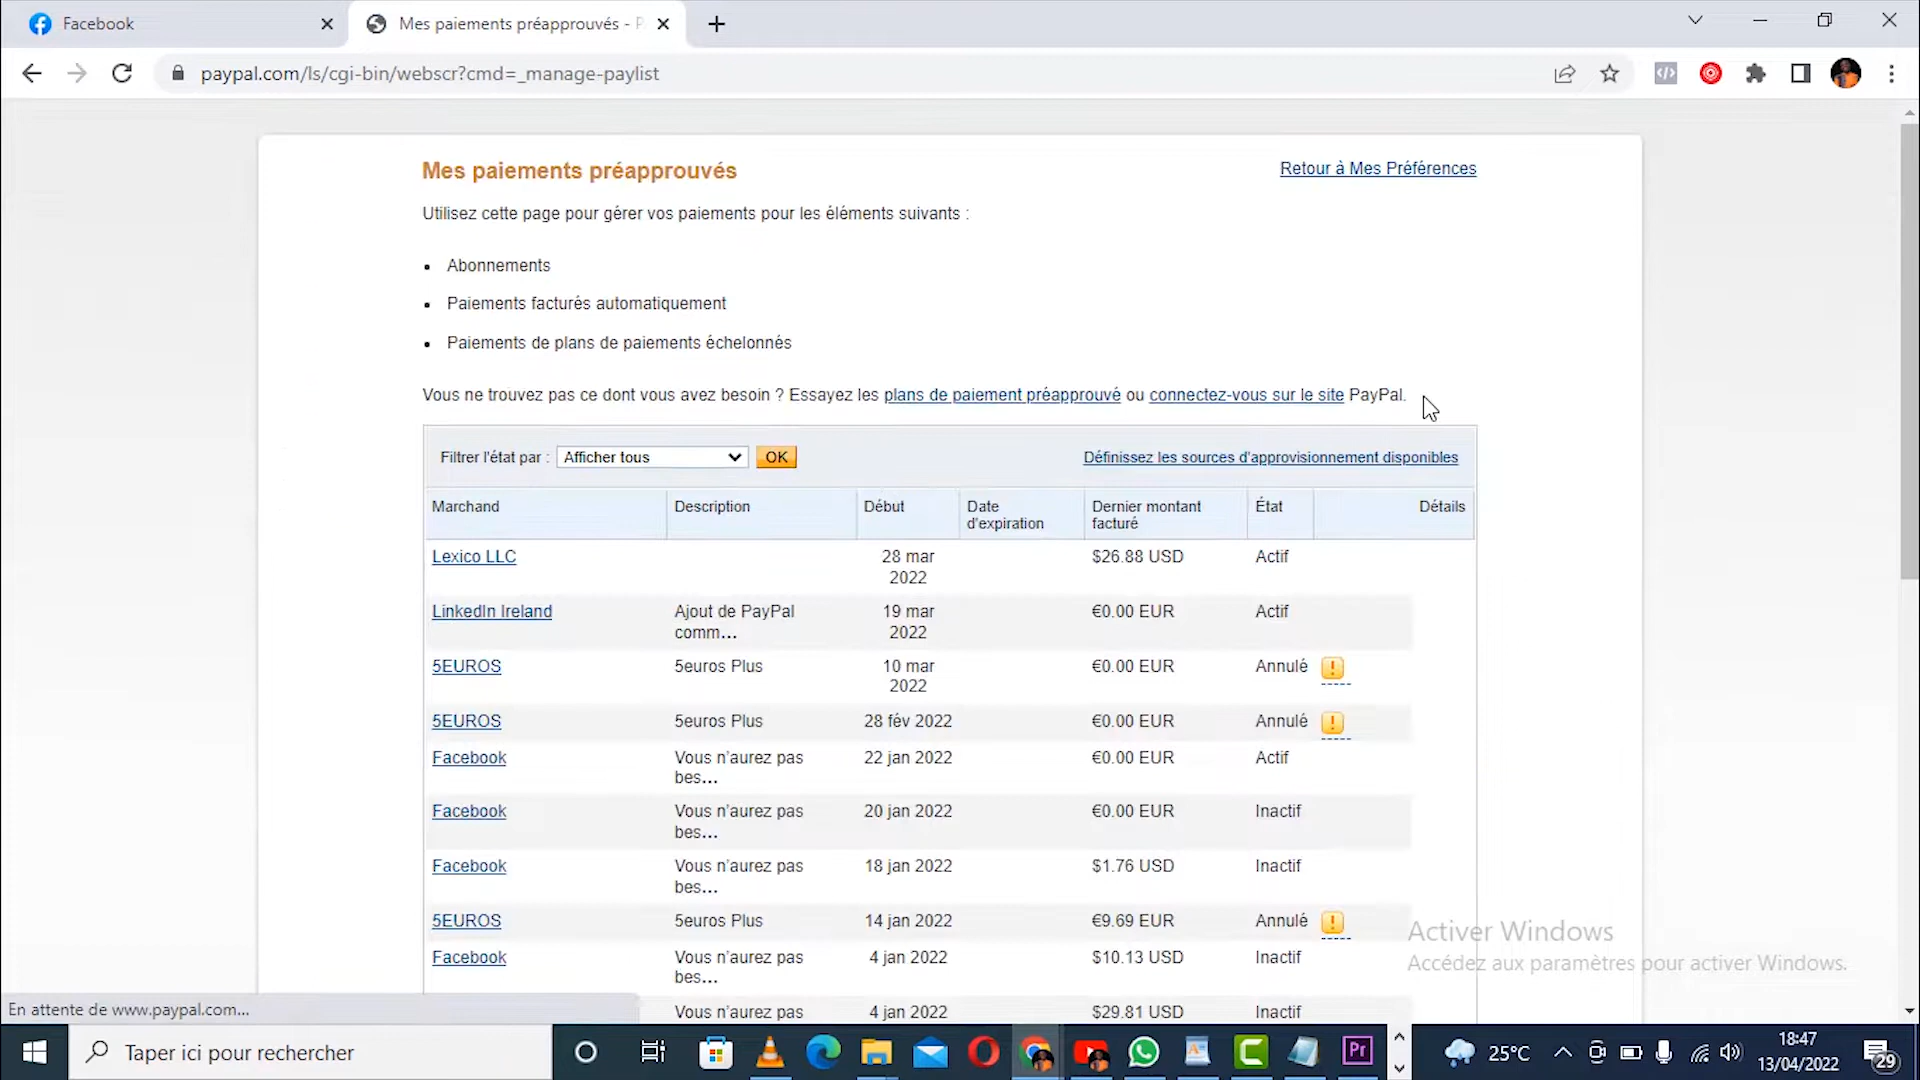 Facebook
Mes paiements préapprouvés - P
paypal.com/ls/cgi-bin/webscr?cmd=_manage-paylist
Mes paiements préapprouvés
Retour à Mes Préférences
Utilisez cette page pour gérer vos paiements pour les éléments suivants :
Abonnements
Paiements facturés automatiquement
Paiements de plans de paiements échelonnés
Vous ne trouvez pas ce dont vous avez besoin ? Essayez les plans de paiement préapprouvé ou connectez-vous sur le site PayPal.
Filtrer l'état par : Afficher tous OK Définissez les sources d'approvisionnement disponibles
Marchand Description Début Date d'expiration Dernier montant facturé État Détails
Lexico LLC 28 mar 2022 $26.88 USD Actif
LinkedIn Ireland Ajout de PayPal comm... 19 mar 2022 €0.00 EUR Actif
5EUROS 5euros Plus 10 mar 2022 €0.00 EUR Annulé
5EUROS 5euros Plus 28 fév 2022 €0.00 EUR Annulé
Facebook Vous n'aurez pas bes... 22 jan 2022 €0.00 EUR Actif
Facebook Vous n'aurez pas bes... 20 jan 2022 €0.00 EUR Inactif
Facebook Vous n'aurez pas bes... 18 jan 2022 $1.76 USD Inactif
5EUROS 5euros Plus 14 jan 2022 €9.69 EUR Annulé
Facebook Vous n'aurez pas bes... 4 jan 2022 $10.13 USD Inactif
Vous n'aurez pas 4 jan 2022 $29.81 USD Inactif
Activer Windows
Accédez aux paramètres pour activer Windows.
En attente de www.paypal.com...
Taper ici pour rechercher
Pr
25°C
18:47
13/04/2022
29